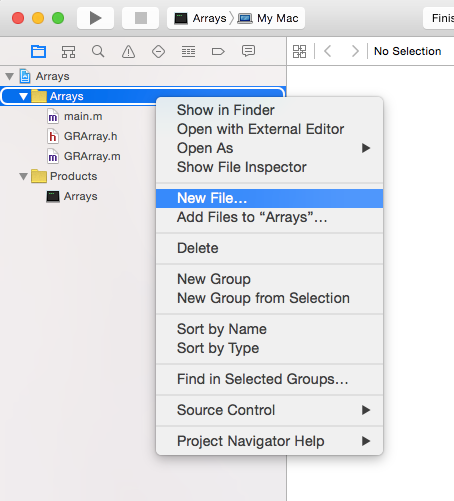 Arrays My Mac Finis
No Selection
Arrays
Arrays
main.m
GRArray.h
GRArray.m
Products
Arrays
Show in Finder
Open with External Editor
Open As
Show File Inspector
New File…
Add Files to “Arrays”…
Delete
New Group
New Group from Selection
Sort by Name
Sort by Type
Find in Selected Groups…
Source Control
Project Navigator Help